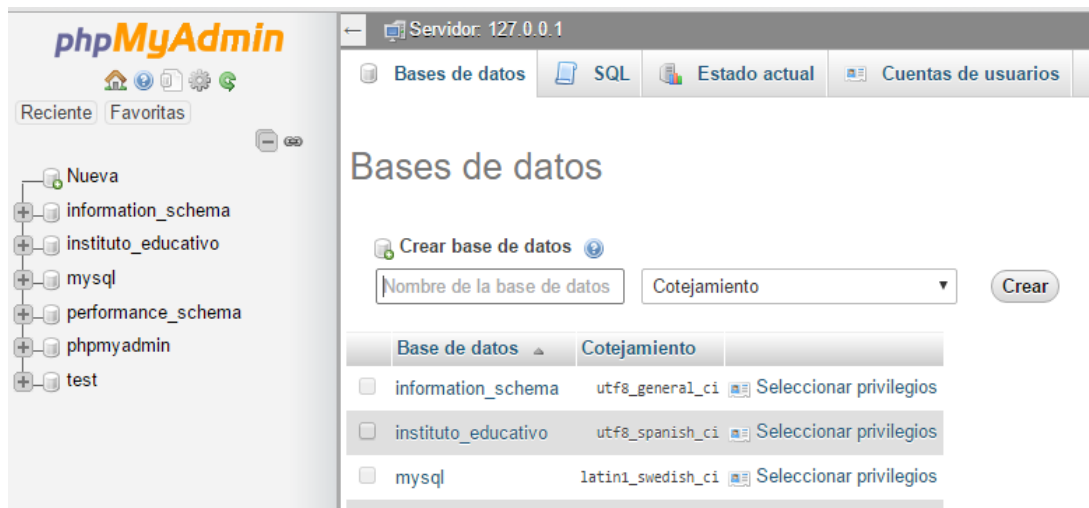 phpMyAdmin
Reciente Favoritas
Nueva
information_schema
instituto_educativo
mysql
performance_schema
phpmyadmin
test
← Servidor: 127.0.0.1
Bases de datos SQL Estado actual Cuentas de usuarios
Bases de datos
Crear base de datos
Nombre de la base de datos Cotejamiento Crear
Base de datos Cotejamiento
information_schema utf8_general_ci Seleccionar privilegios
instituto_educativo utf8_spanish_ci Seleccionar privilegios
mysql latin1_swedish_ci Seleccionar privilegios